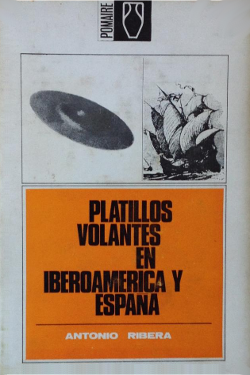 POMAIRE
PLATILLOS
VOLANTES
EN
IBEROAMERICA Y
ESPAÑA
ANTONIO RIBERA